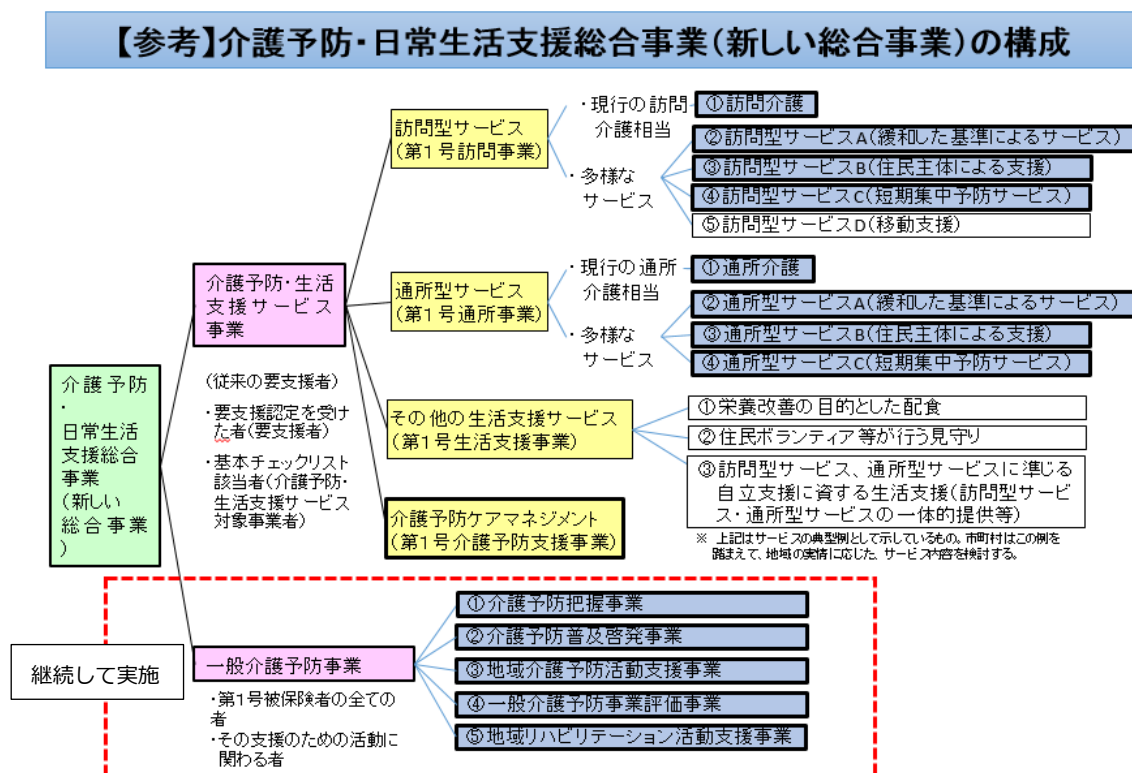 【参考】介護予防・日常生活支援総合事業(新しい総合事業)の構成
訪問型サービス
(第1号訪問事業)
・現行の訪問
介護相当
①訪問介護
・多様な
サービス
②訪問型サービスA(緩和した基準によるサービス)
③訪問型サービスB(住民主体による支援)
④訪問型サービスC(短期集中予防サービス)
⑤訪問型サービスD(移動支援)
介護予防・生活
支援サービス
事業
通所型サービス
(第1号通所事業)
・現行の通所
介護相当
①通所介護
・多様な
サービス
②通所型サービスA(緩和した基準によるサービス)
③通所型サービスB(住民主体による支援)
④通所型サービスC(短期集中予防サービス)
介護予防
・
日常生活
支援総合
事業
(新しい
総合事業
)
(従来の要支援者)
・要支援認定を受け
た者(要支援者)
・基本チェックリスト
該当者(介護予防・
生活支援サービス
対象事業者)
その他の生活支援サービス
(第1号生活支援事業)
①栄養改善の目的とした配食
②住民ボランティア等が行う見守り
③訪問型サービス、通所型サービスに準じる
自立支援に資する生活支援(訪問型サービ
ス・通所型サービスの一体的提供等)
介護予防ケアマネジメント
(第1号介護予防支援事業)
※ 上記はサービスの典型例として示しているもの。市町村はこの例を
踏まえて、地域の実情に応じた、サービス内容を検討する。
継続して実施
一般介護予防事業
・第1号被保険者の全ての
者
・その支援のための活動に
関わる者
①介護予防把握事業
②介護予防普及啓発事業
③地域介護予防活動支援事業
④一般介護予防事業評価事業
⑤地域リハビリテーション活動支援事業